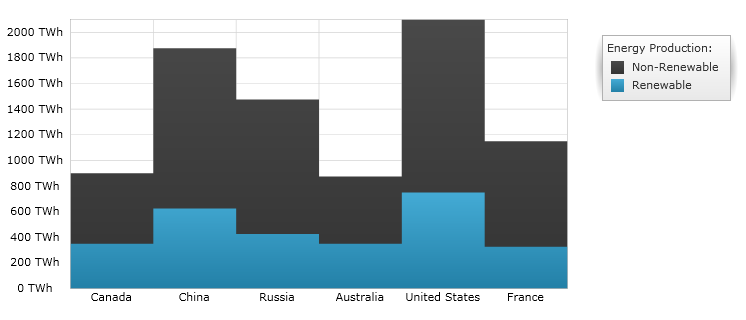 2000 TWh
1800 TWh
1600 TWh
1400 TWh
1200 TWh
1000 TWh
800 TWh
600 TWh
400 TWh
200 TWh
0 TWh
Canada China Russia Australia United States France
Energy Production:
Non-Renewable
Renewable